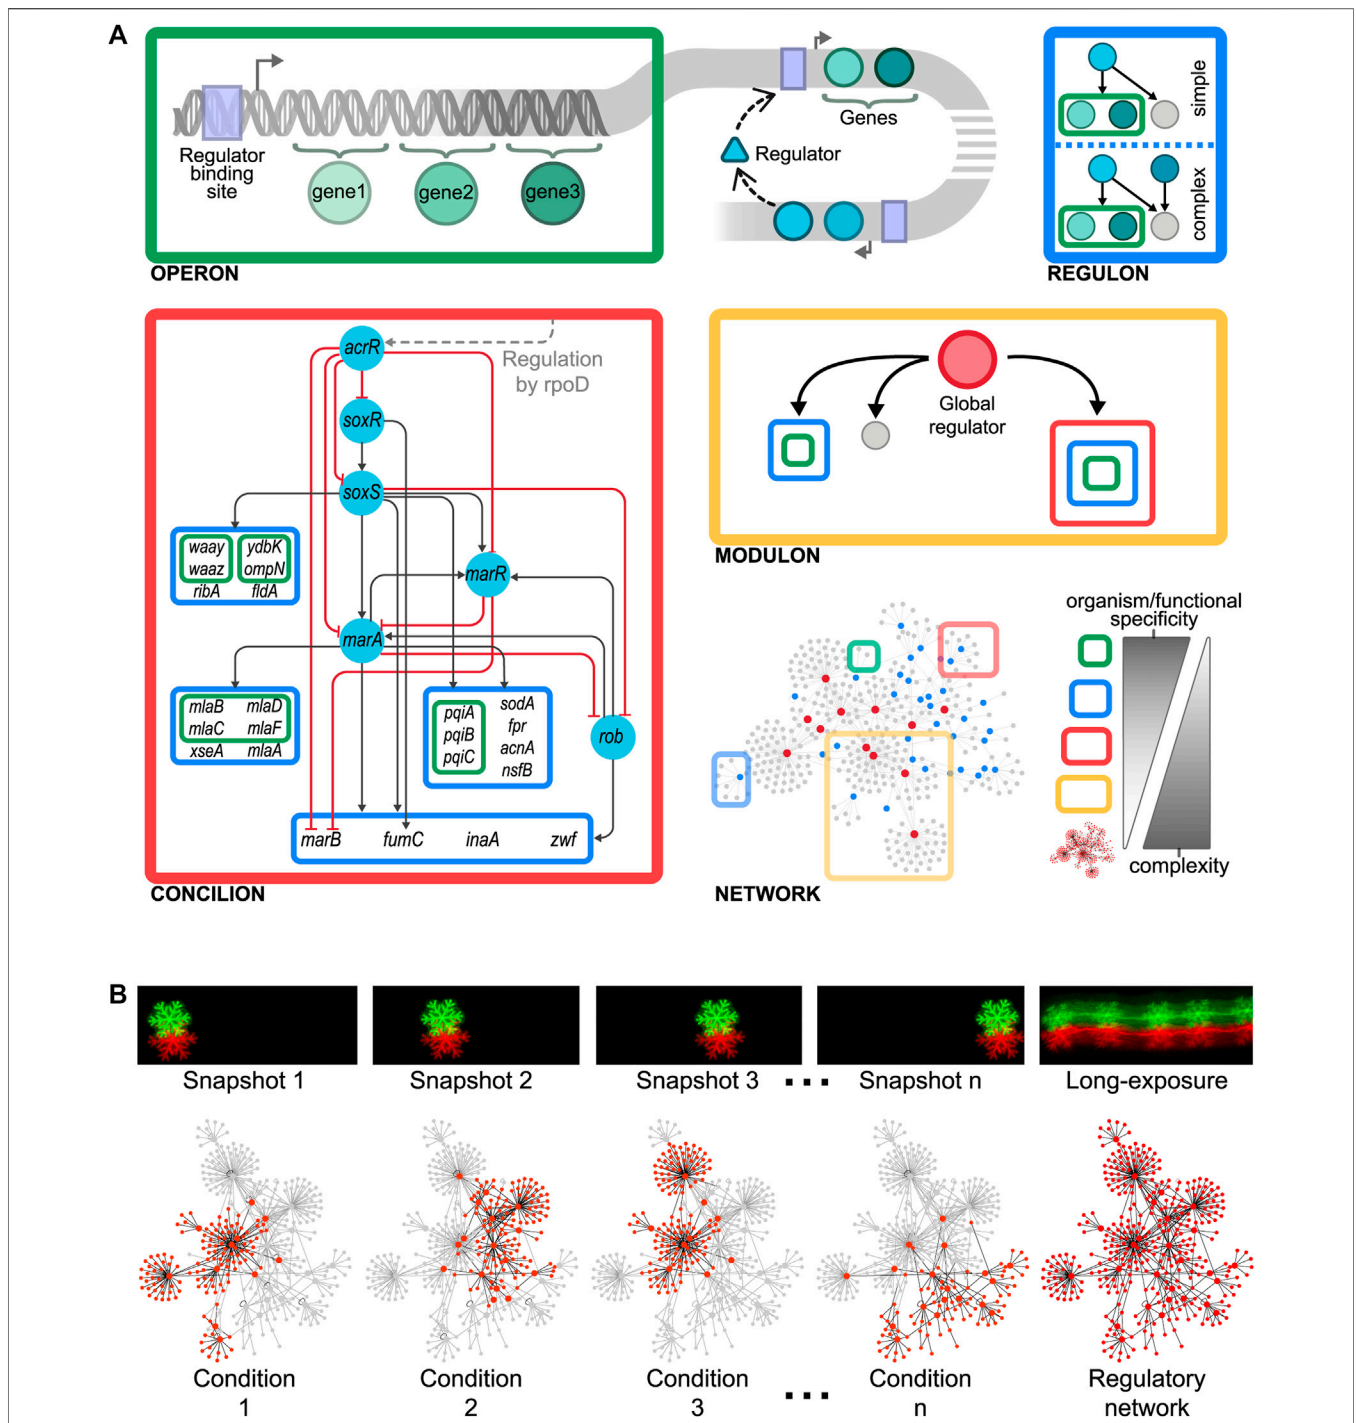 A
Regulator
binding
site
gene1
gene2
gene3
OPERON
Regulator
Genes
simple
complex
REGULON
acrR
Regulation
by rpoD
soxR
soxS
waay
ydbK
waaz
ompN
ribA
fldA
marR
marA
mlaB
mlaD
mlaC
mlaF
xseA
mlaA
pqiA
pqiB
pqiC
sodA
fpr
acnA
nsfB
rob
marB
fumC
inaA
zwf
CONCILION
Global
regulator
MODULON
organism/functional
specificity
complexity
NETWORK
B
Snapshot 1
Snapshot 2
Snapshot 3
...
Snapshot n
Long-exposure
Condition
1
Condition
2
Condition
3
...
Condition
n
Regulatory
network